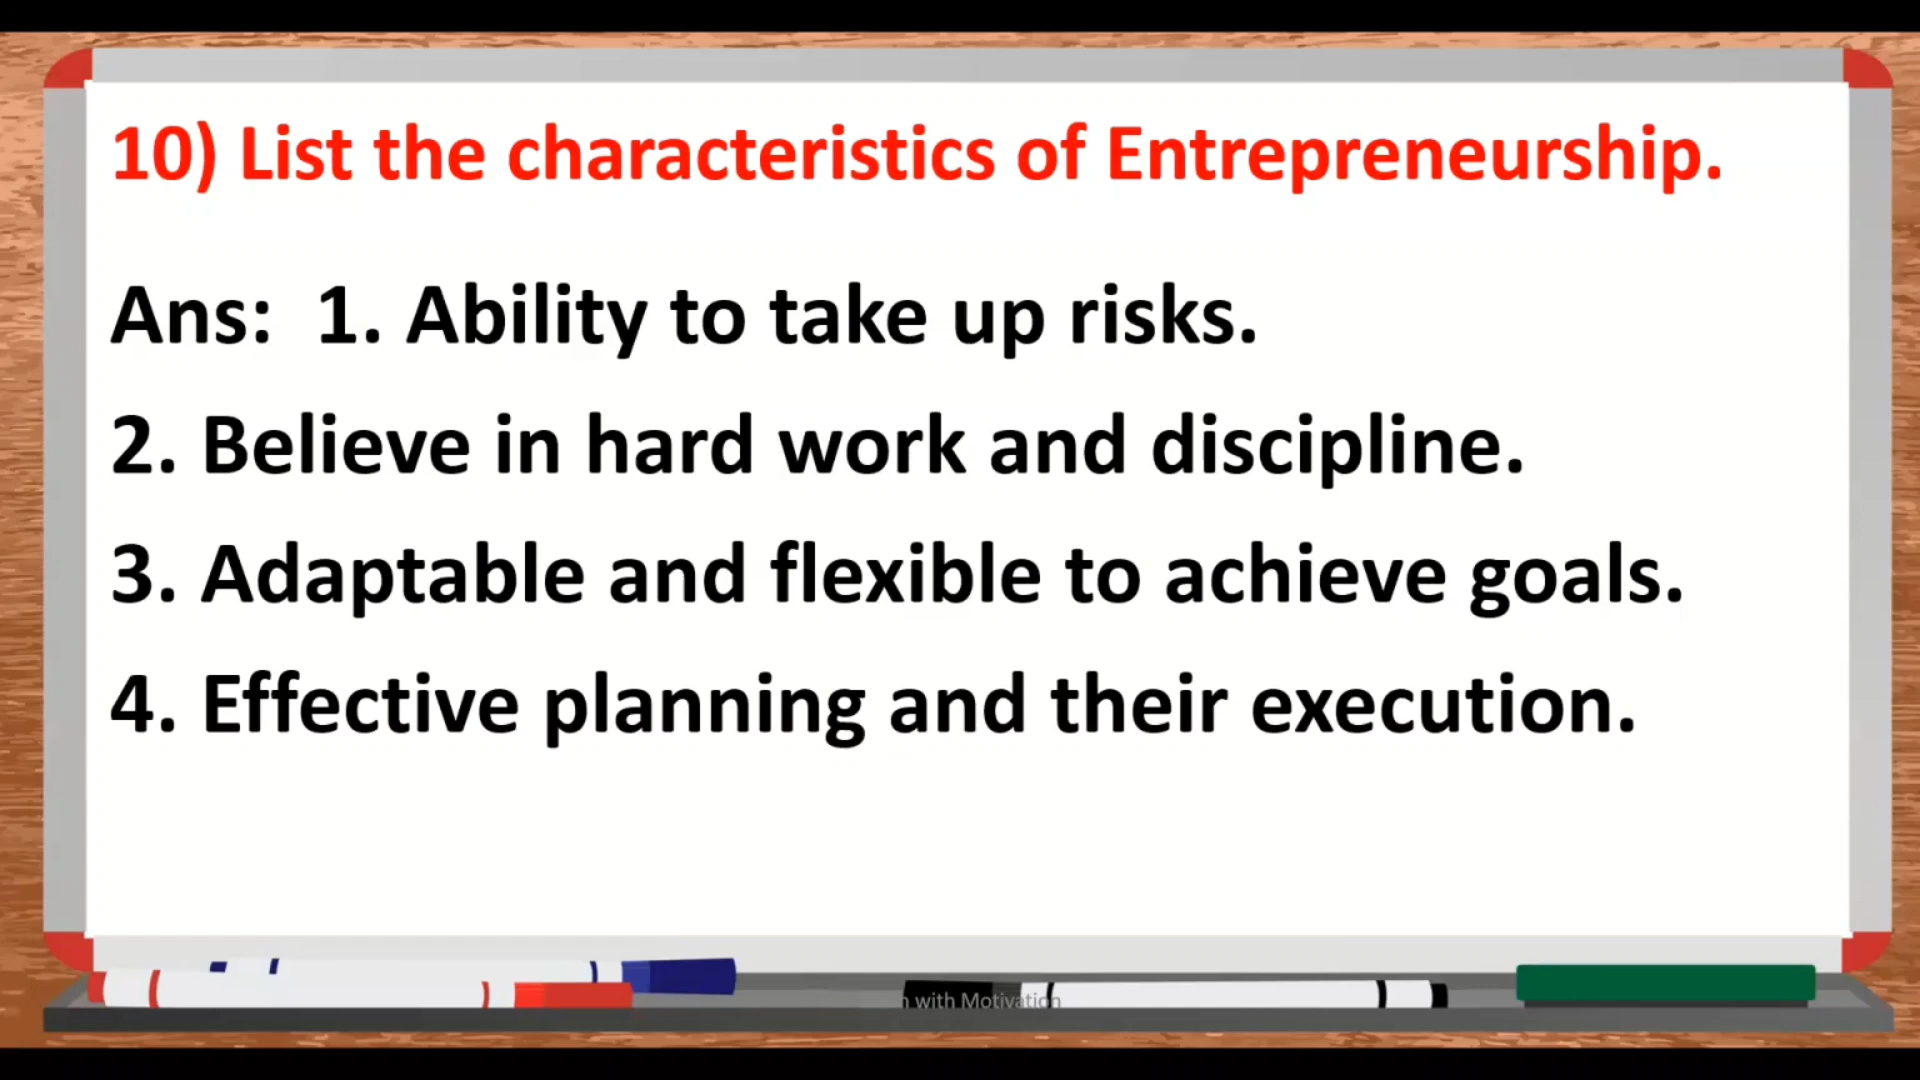 10) List the characteristics of Entrepreneurship.
Ans: 1. Ability to take up risks.
2. Believe in hard work and discipline.
3. Adaptable and flexible to achieve goals.
4. Effective planning and their execution.
with Motivation